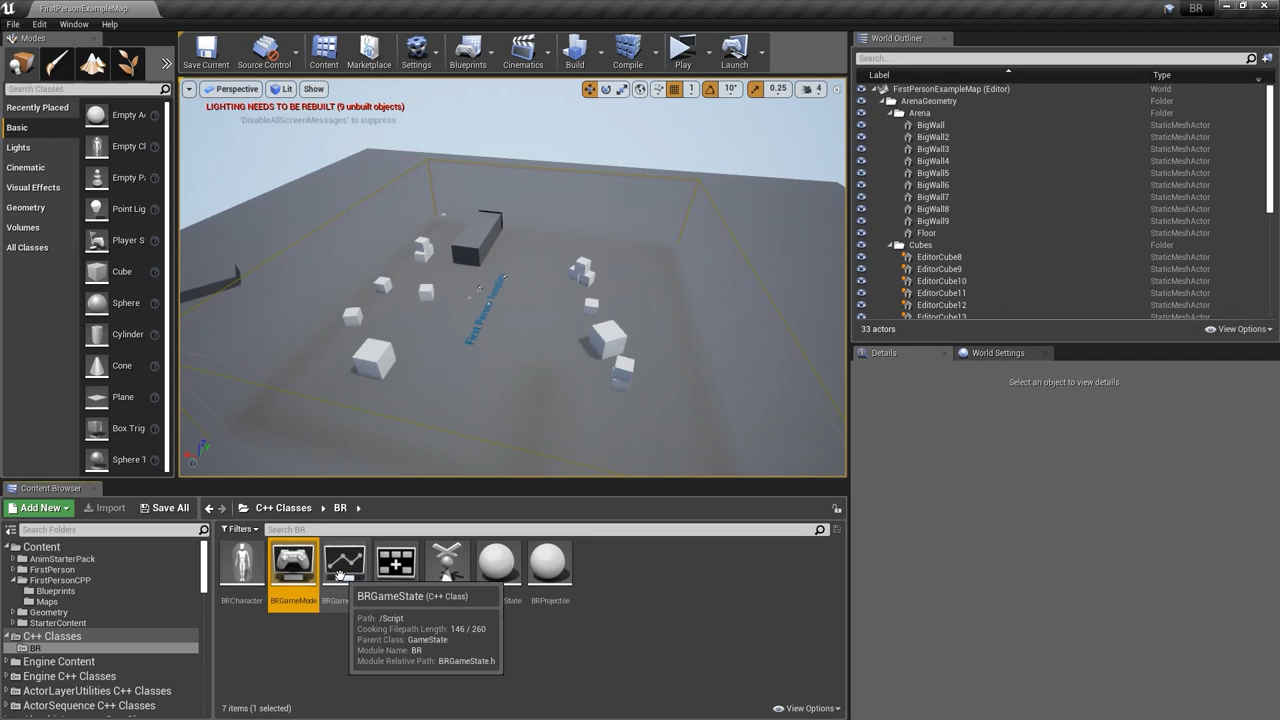 FirstPersonExampleMap
BR
File Edit Window Help
Modes
Search Classes
Recently Placed
Basic
Lights
Cinematic
Visual Effects
Geometry
Volumes
All Classes
Empty A
Empty Cl
Empty P
Point Lig
Player S
Cube
Sphere
Cylinder
Cone
Plane
Box Trig
Sphere T
Save Current
Source Control
Content
Marketplace
Settings
Blueprints
Cinematics
Build
Compile
Play
Launch
Perspective
Lit
Show
1
10°
0.25
4
LIGHTING NEEDS TO BE REBUILT (9 unbuilt objects)
'DisableAllScreenMessages' to suppress
First Person Template
World Outliner
Search...
Label Type
FirstPersonExampleMap (Editor) World
ArenaGeometry Folder
Arena Folder
BigWall StaticMeshActor
BigWall2 StaticMeshActor
BigWall3 StaticMeshActor
BigWall4 StaticMeshActor
BigWall5 StaticMeshActor
BigWall6 StaticMeshActor
BigWall7 StaticMeshActor
BigWall8 StaticMeshActor
BigWall9 StaticMeshActor
Floor StaticMeshActor
Cubes Folder
EditorCube8 StaticMeshActor
EditorCube9 StaticMeshActor
EditorCube10 StaticMeshActor
EditorCube11 StaticMeshActor
EditorCube12 StaticMeshActor
EditorCube13 StaticMeshActor
33 actors
View Options
Details
World Settings
Select an object to view details.
Content Browser
Add New
Import
Save All
C++ Classes
BR
Search Folders
Filters
Search BR
Content
AnimStarterPack
FirstPerson
FirstPersonCPP
Blueprints
Maps
Geometry
StarterContent
C++ Classes
BR
Engine Content
Engine C++ Classes
ActorLayerUtilities C++ Classes
ActorSequence C++ Classes
BRCharacter
BRGameMode
BRGame
State
BRProjectile
BRGameState (C++ Class)
Path: /Script
Cooking Filepath Length: 146 / 260
Parent Class: GameState
Module Name: BR
Module Relative Path: BRGameState.h
7 items (1 selected)
View Options